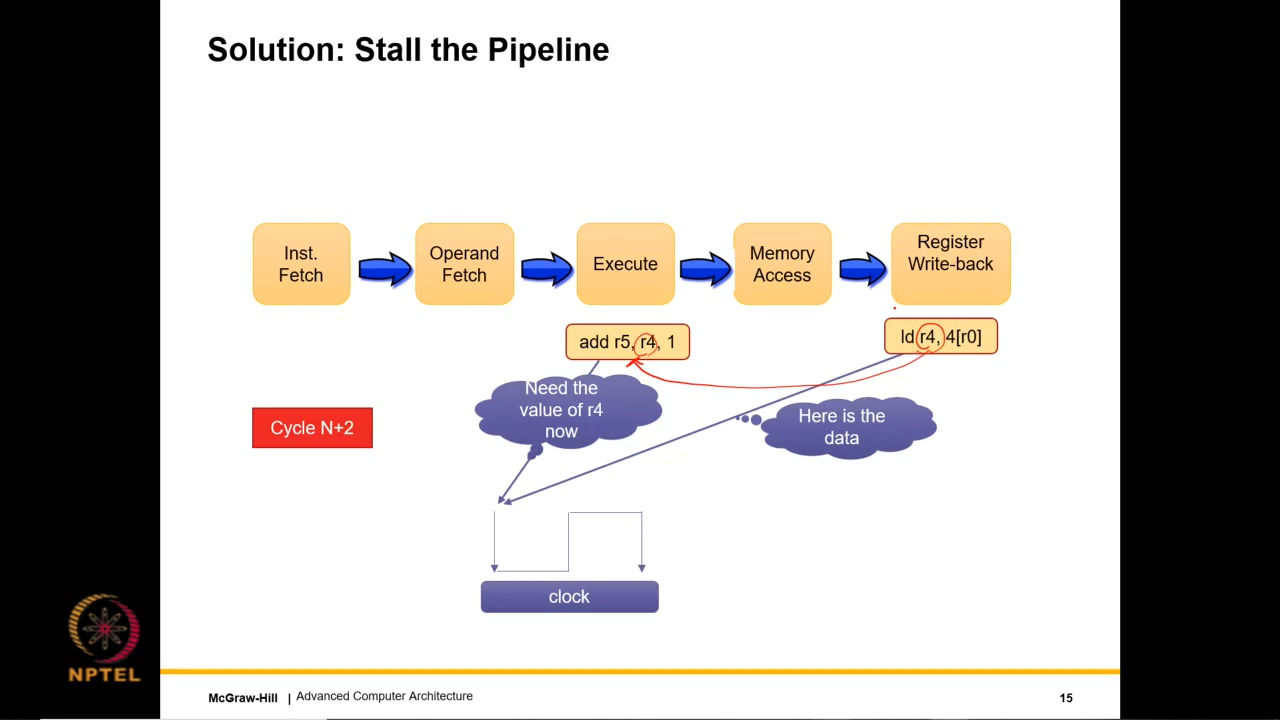 Solution: Stall the Pipeline
Inst.
Fetch
Operand
Fetch
Execute
Memory
Access
Register
Write-back
add r5, r4, 1
ld r4, 4[r0]
Need the
value of r4
now
Here is the
data
Cycle N+2
clock
NPTEL
McGraw-Hill | Advanced Computer Architecture
15